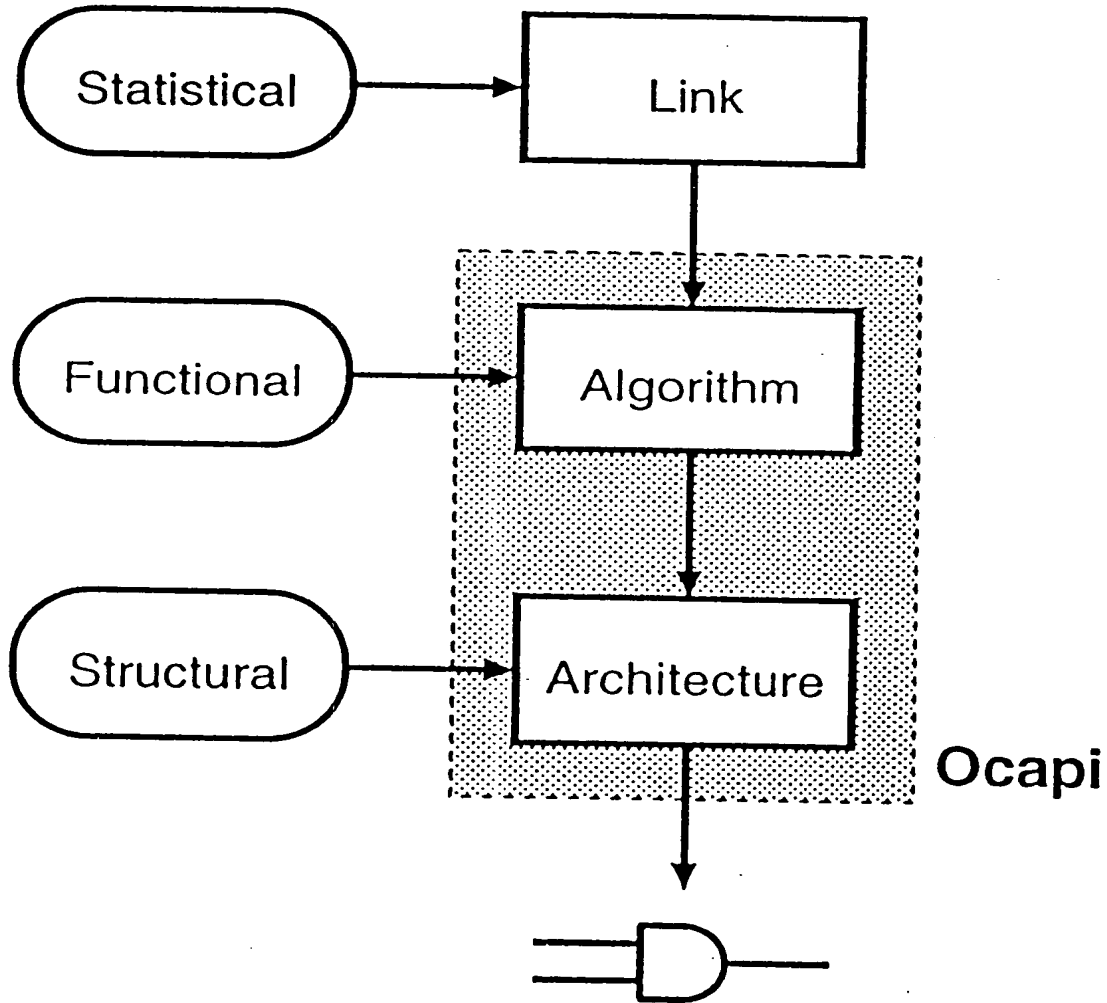 Statistical
Link
Functional
Algorithm
Structural
Architecture
Ocapi